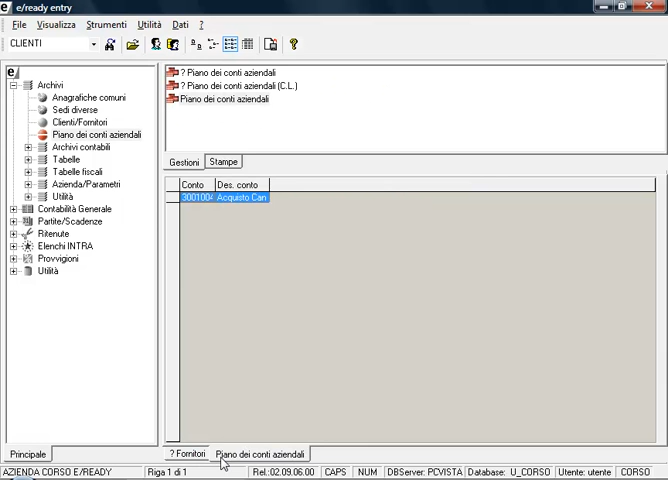 e/ready entry
File Visualizza Strumenti Utilità Dati ?
CLIENTI
Archivi
Anagrafiche comuni
Sedi diverse
Clienti/Fornitori
Piano dei conti aziendali
Archivi contabili
Tabelle
Tabelle fiscali
Azienda/Parametri
Utilità
Contabilità Generale
Partite/Scadenze
Ritenute
Elenchi INTRA
Provvigioni
Utilità
Principale
? Piano dei conti aziendali
? Piano dei conti aziendali (C.L.)
Piano dei conti aziendali
Gestioni Stampe
Conto Des. conto
3001004 Acquisto Can
? Fornitori Piano dei conti aziendali
AZIENDA CORSO E/READY Riga 1 di 1 Rel.:02.09.06.00 CAPS NUM DBServer: PCVISTA Database: U_CORSO Utente: utente CORSO